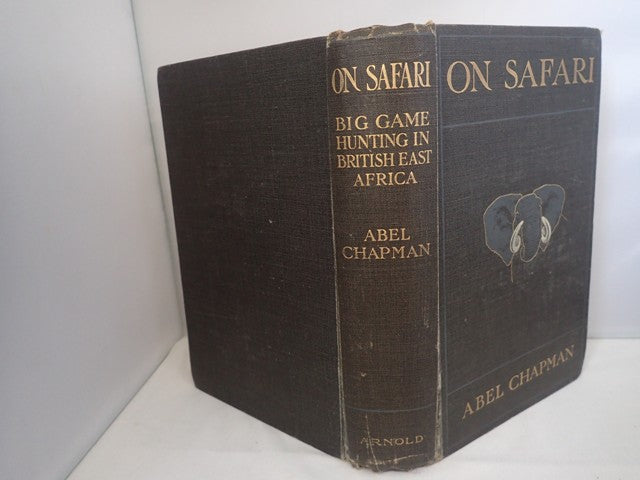 ON SAFARI
BIG GAME
HUNTING IN
BRITISH EAST
AFRICA
ABEL
CHAPMAN
ARNOLD
ON SAFARI
ABEL CHAPMAN